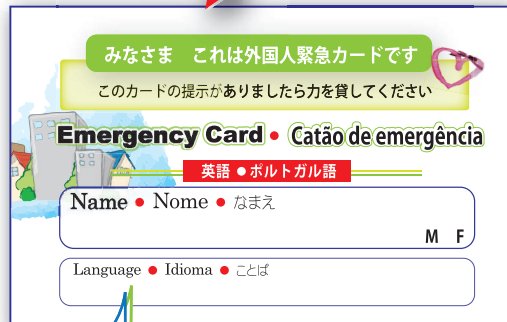 みなさま これは外国人緊急カードです
このカードの提示がありましたら力を貸してください
Emergency Card ● Catão de emergência
英語 ● ポルトガル語
Name ● Nome ● なまえ
M F
Language ● Idioma ● ことば